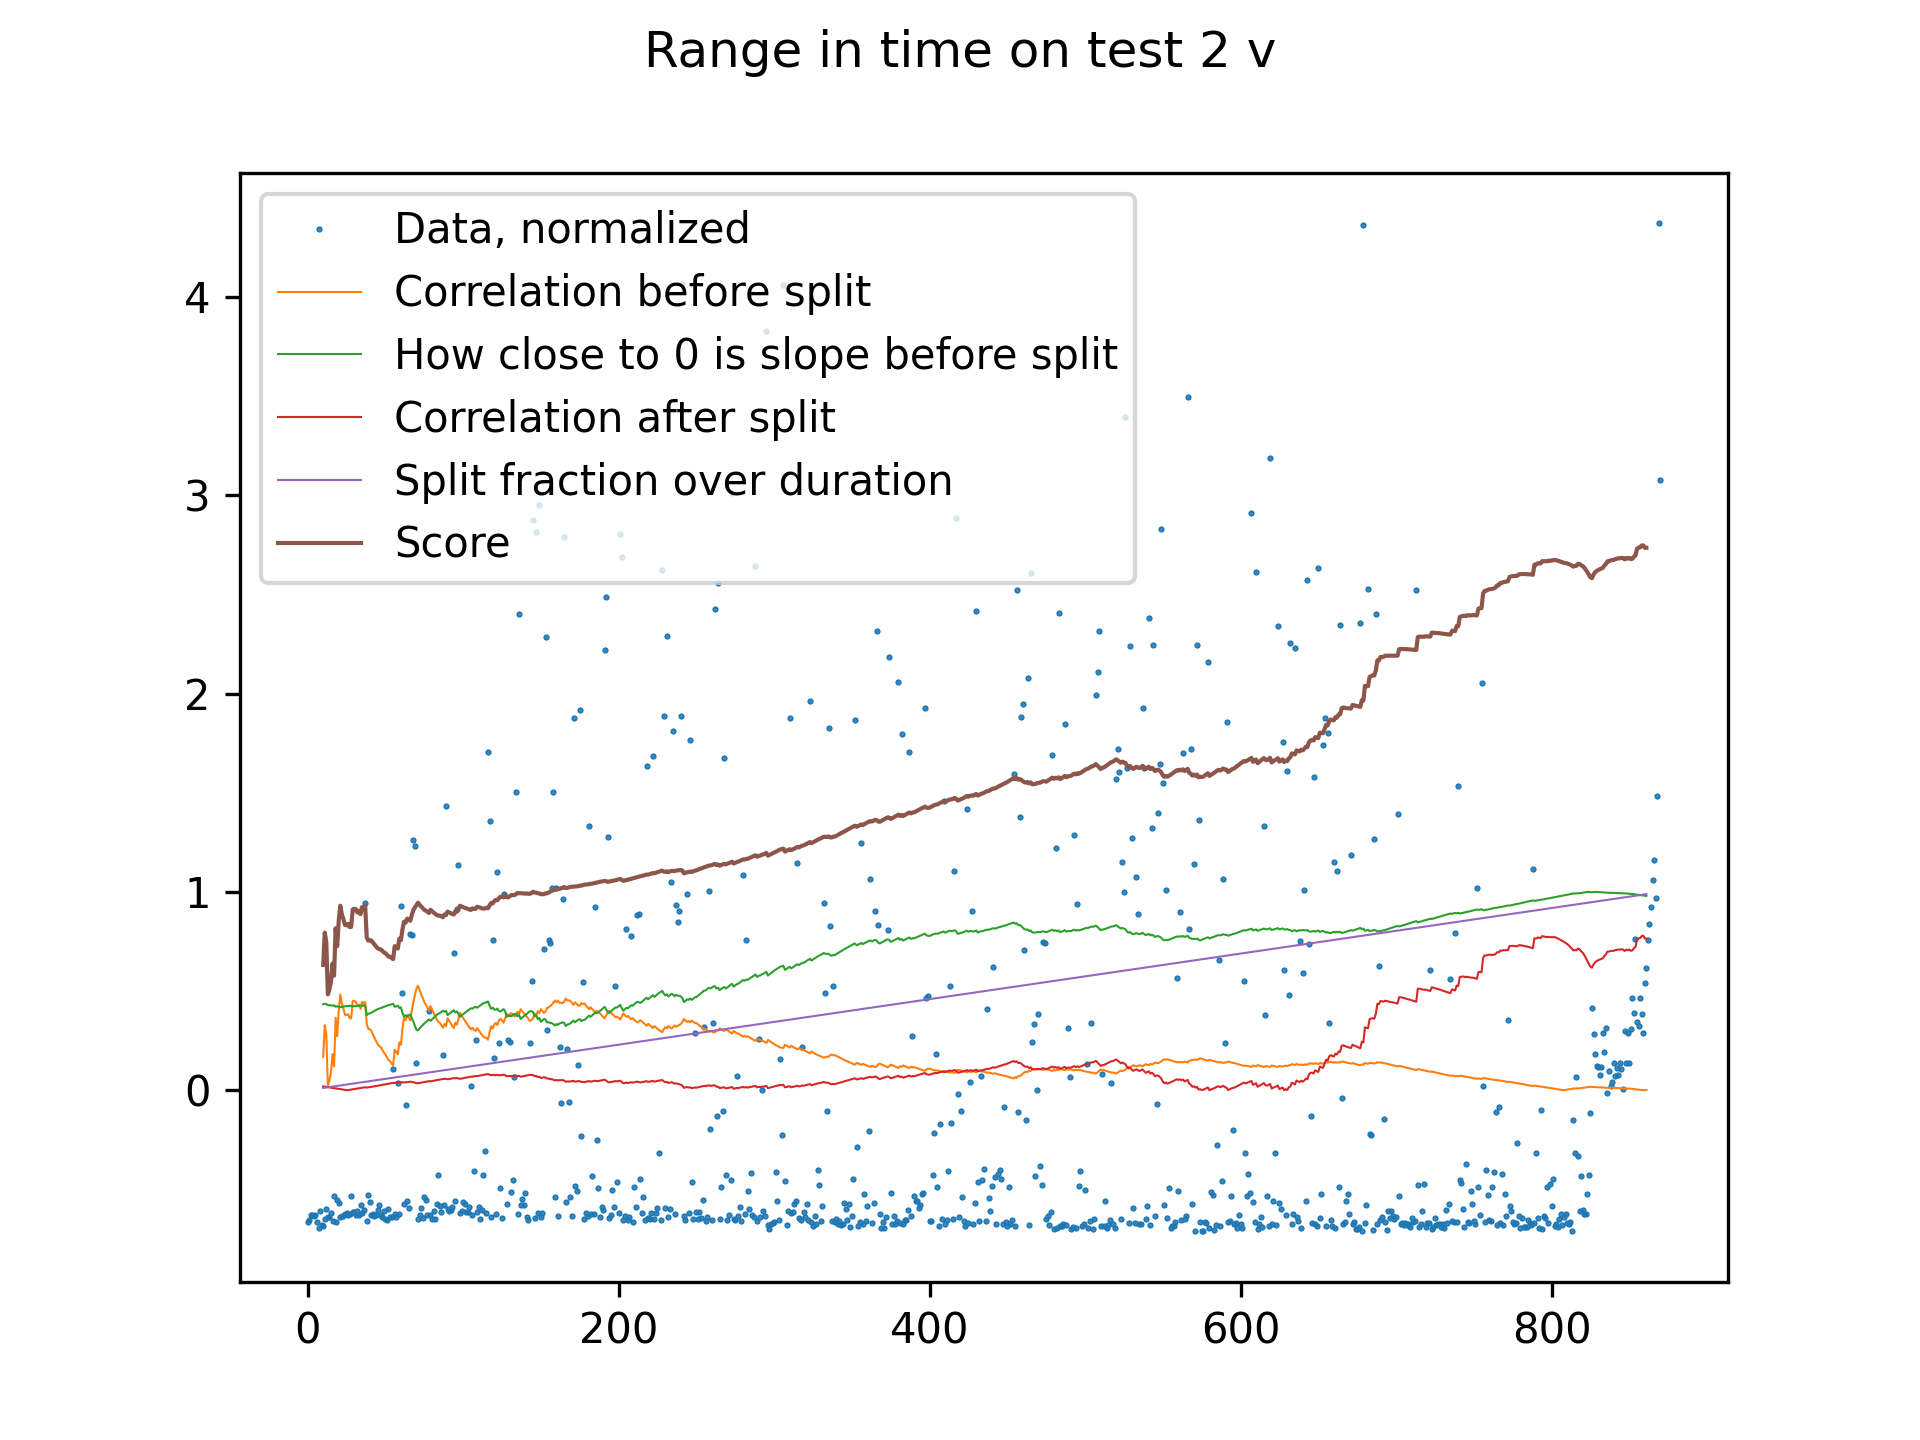 Range in time on test 2 v
Data, normalized
Correlation before split
How close to 0 is slope before split
Correlation after split
Split fraction over duration
Score
4
3
2
1
0
0 200 400 600 800